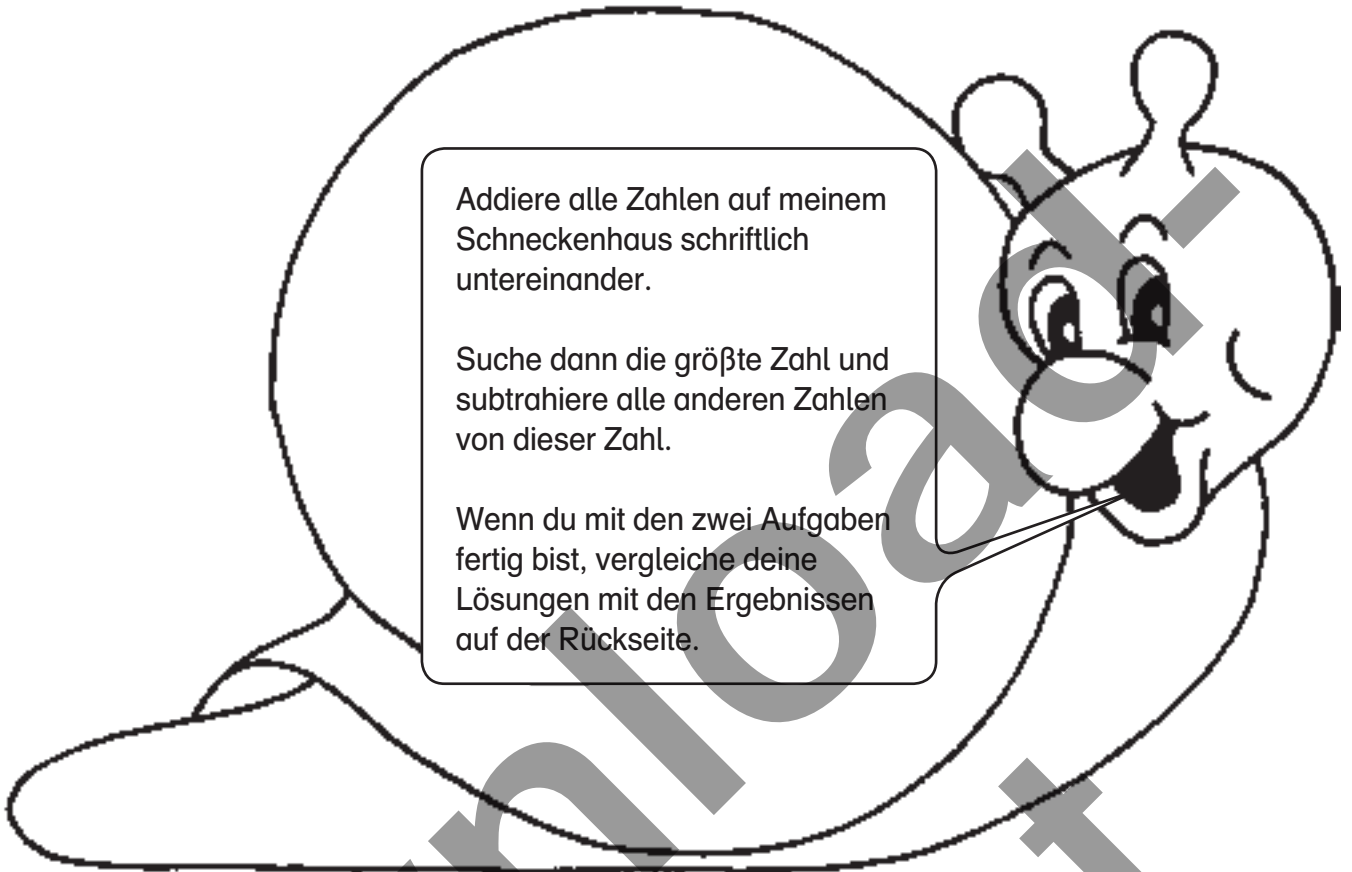 Addiere alle Zahlen auf meinem
Schneckenhaus schriftlich
untereinander.
Suche dann die größte Zahl und
subtrahiere alle anderen Zahlen
von dieser Zahl.
Wenn du mit den zwei Aufgaben
fertig bist, vergleiche deine
Lösungen mit den Ergebnissen
auf der Rückseite.
nload-
t